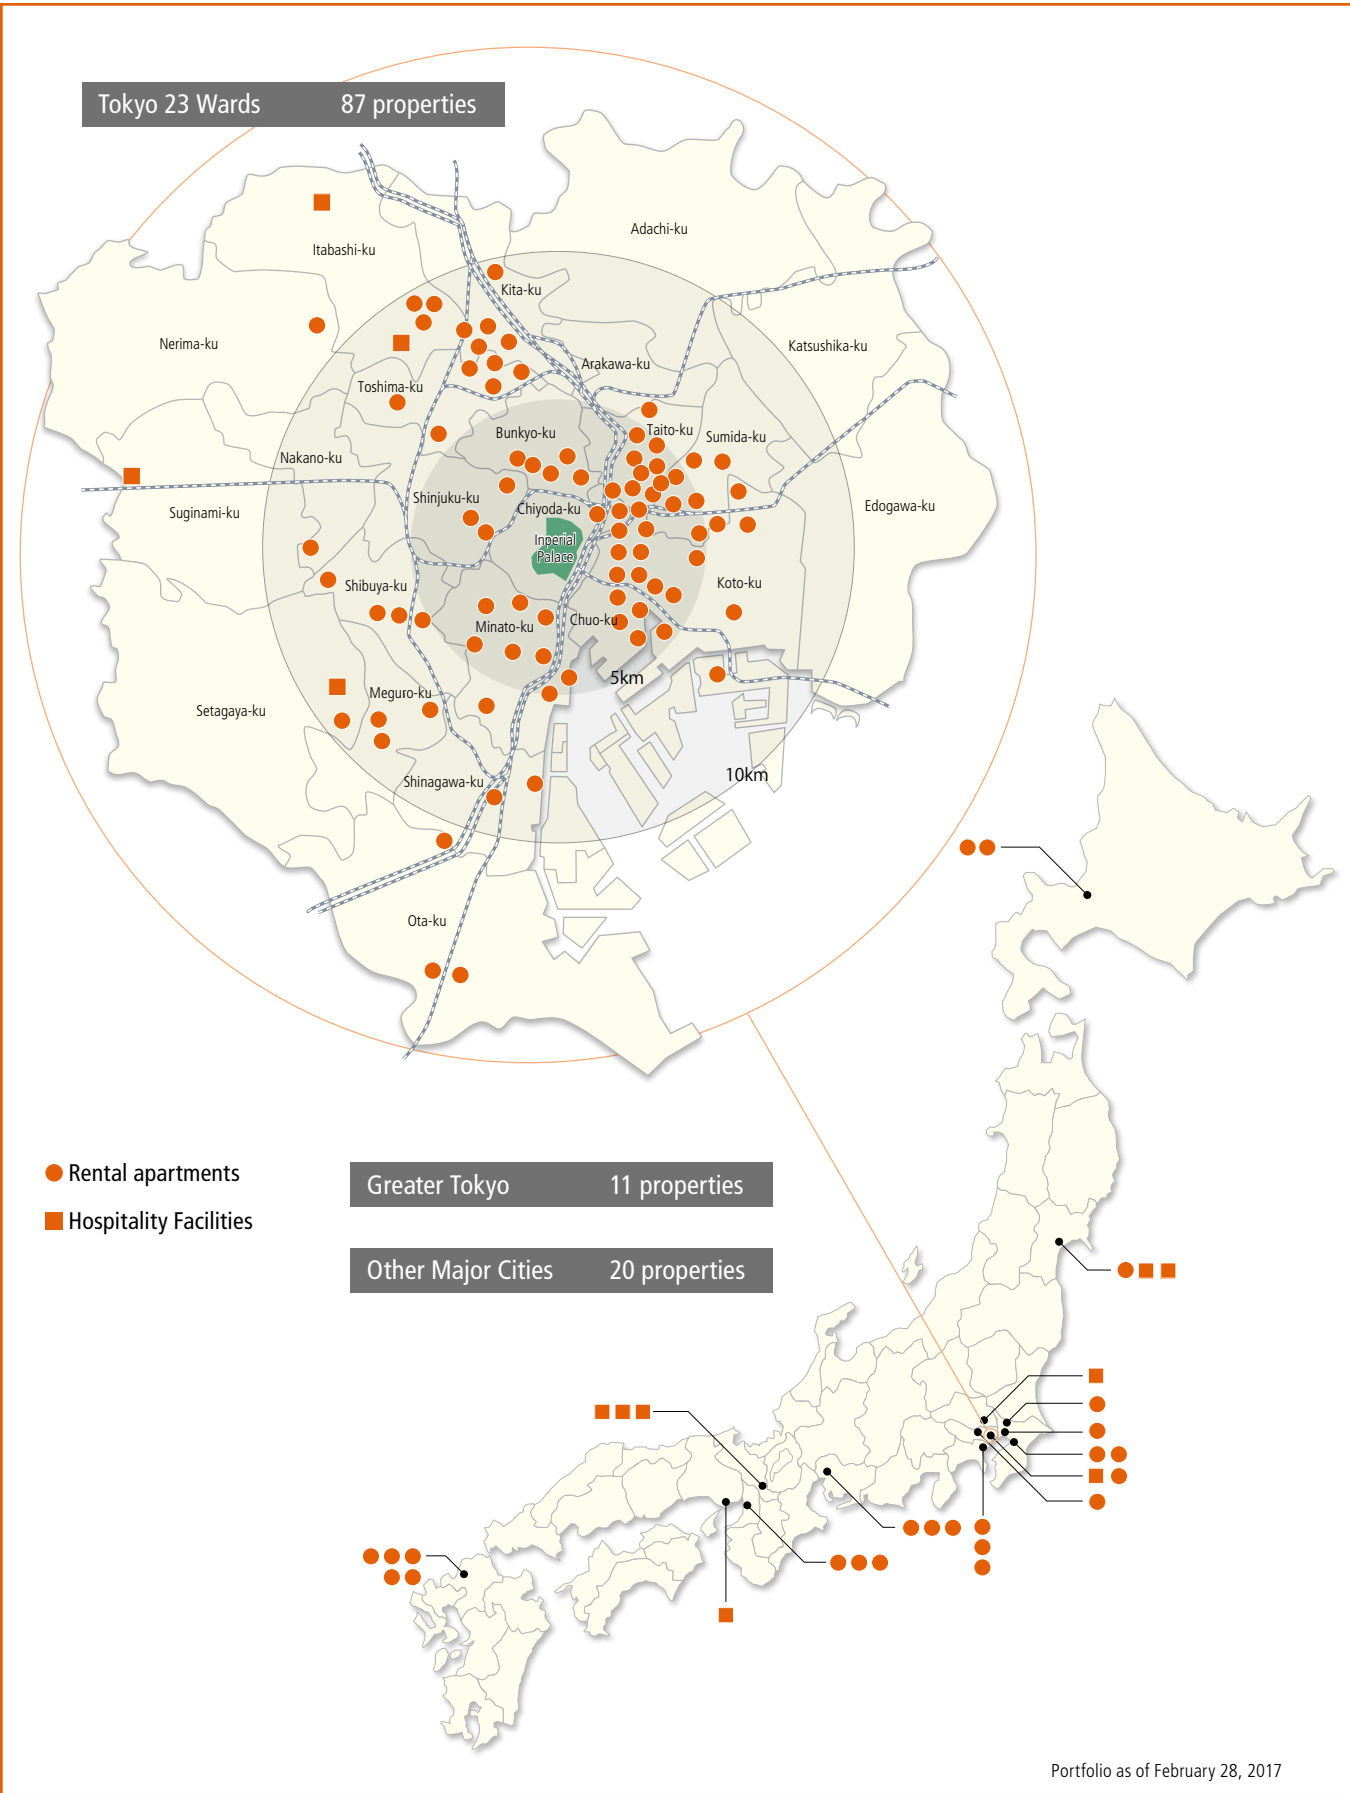 Tokyo 23 Wards 87 properties
Adachi-ku
Itabashi-ku
Kita-ku
Nerima-ku
Katsushika-ku
Arakawa-ku
Toshima-ku
Bunkyo-ku
Taito-ku
Sumida-ku
Nakano-ku
Shinjuku-ku
Chiyoda-ku
Edogawa-ku
Suginami-ku
Inperial
Palace
Shibuya-ku
Koto-ku
Minato-ku
Chuo-ku
5km
Meguro-ku
Setagaya-ku
10km
Shinagawa-ku
Ota-ku
Rental apartments
Hospitality Facilities
Greater Tokyo 11 properties
Other Major Cities 20 properties
Portfolio as of February 28, 2017